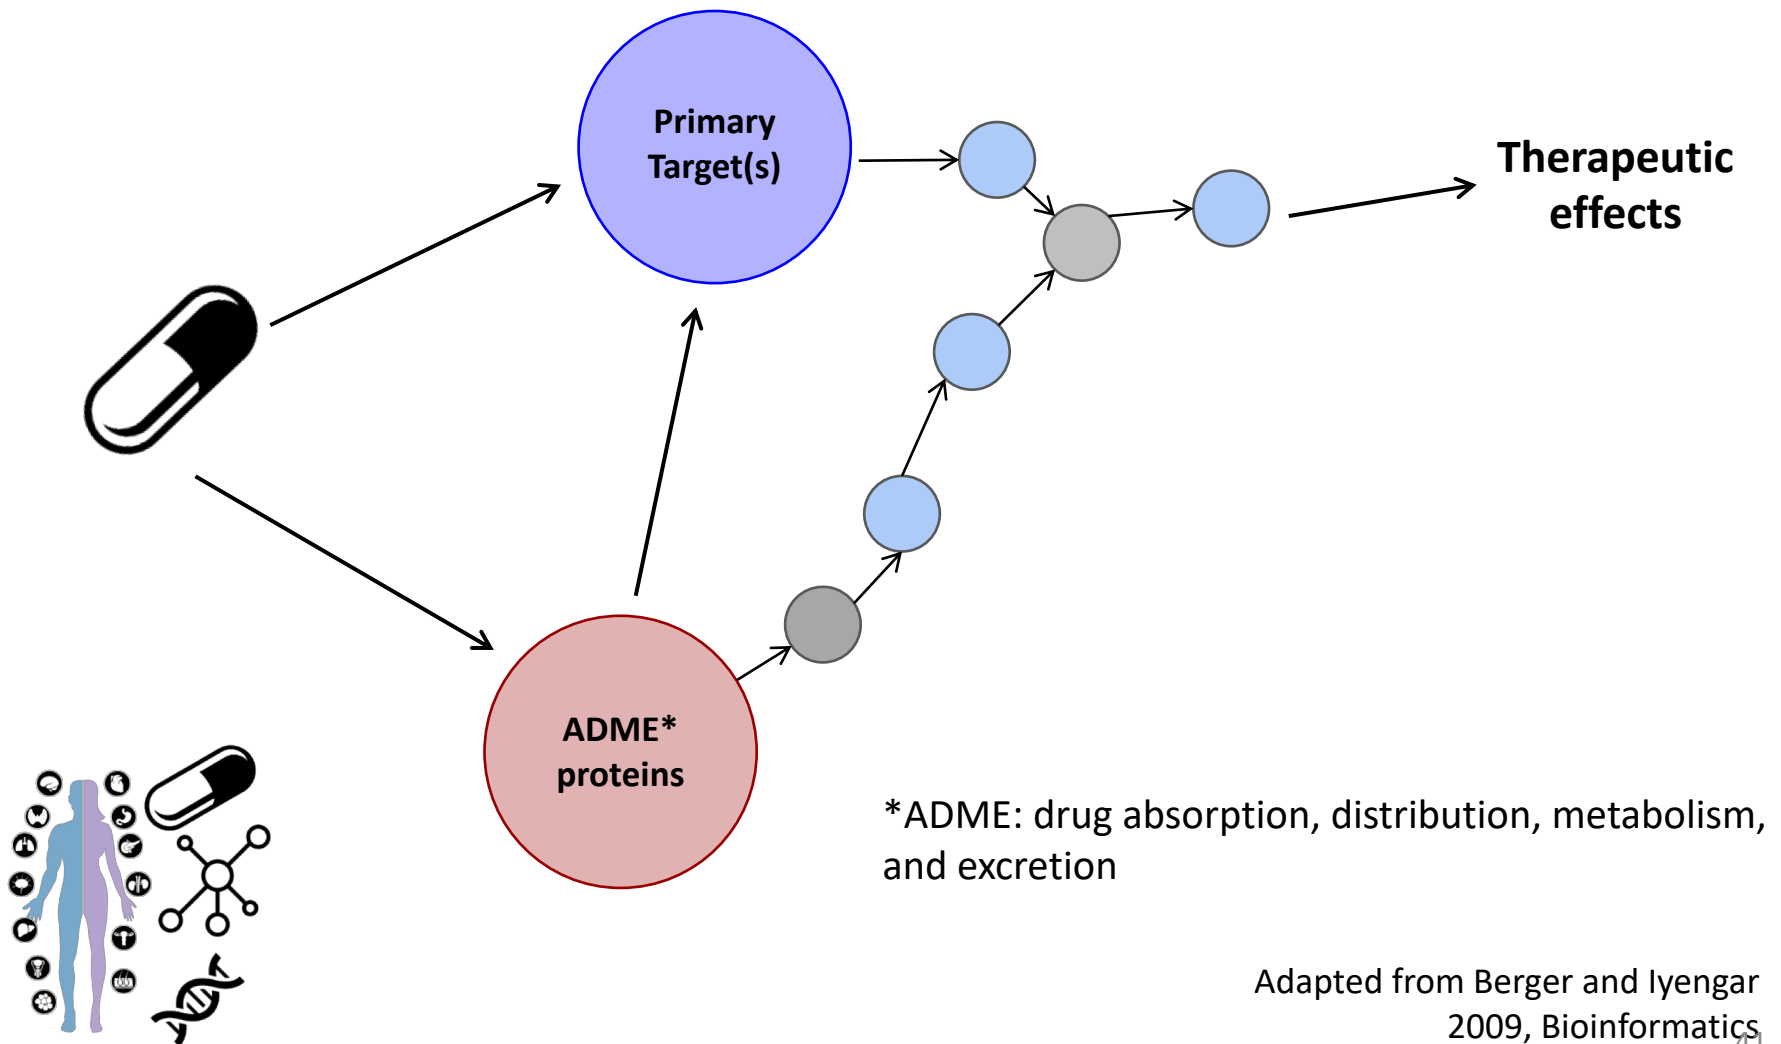 Primary
Target(s)
Therapeutic
effects
ADME*
proteins
*ADME: drug absorption, distribution, metabolism,
and excretion
Adapted from Berger and Iyengar
2009, Bioinformatics